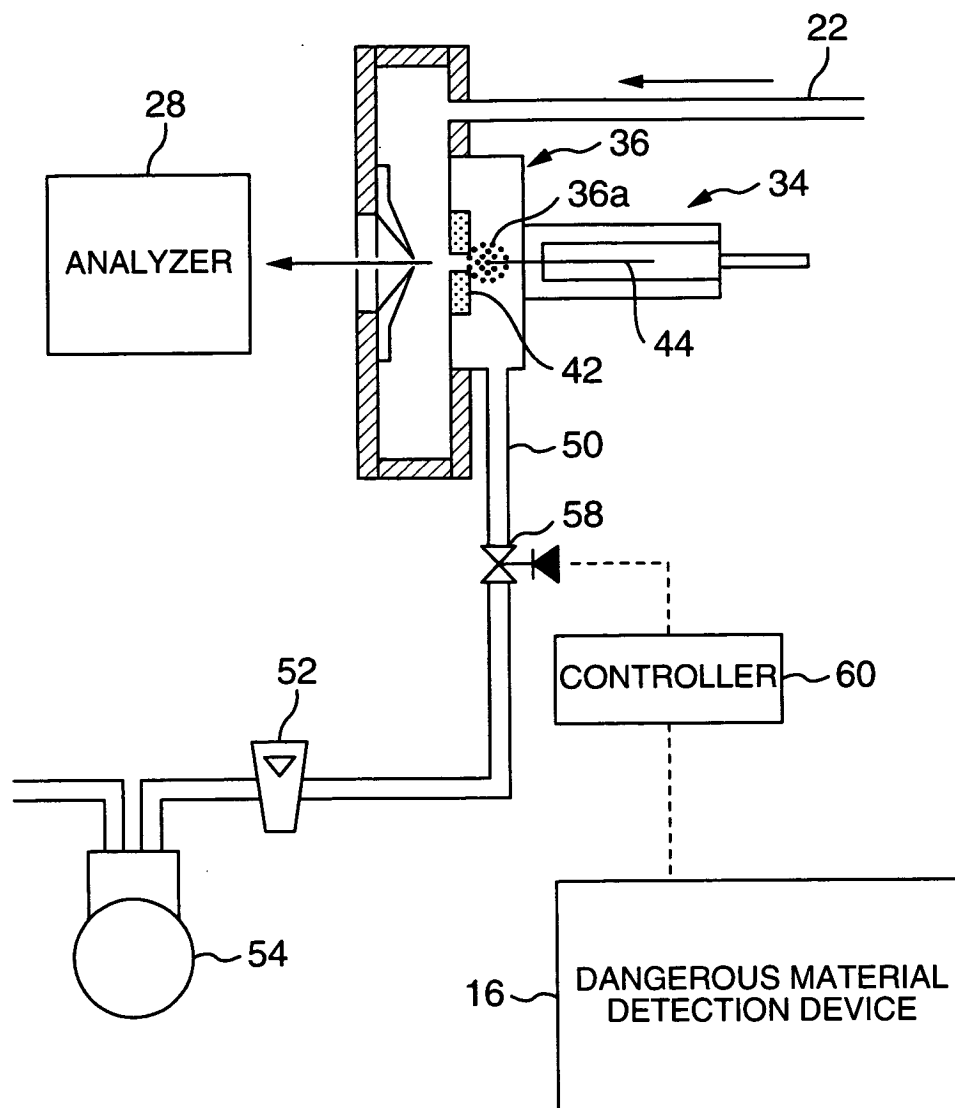 22
28
36
34
36a
ANALYZER
44
42
50
58
CONTROLLER
60
52
54
16
DANGEROUS MATERIAL
DETECTION DEVICE